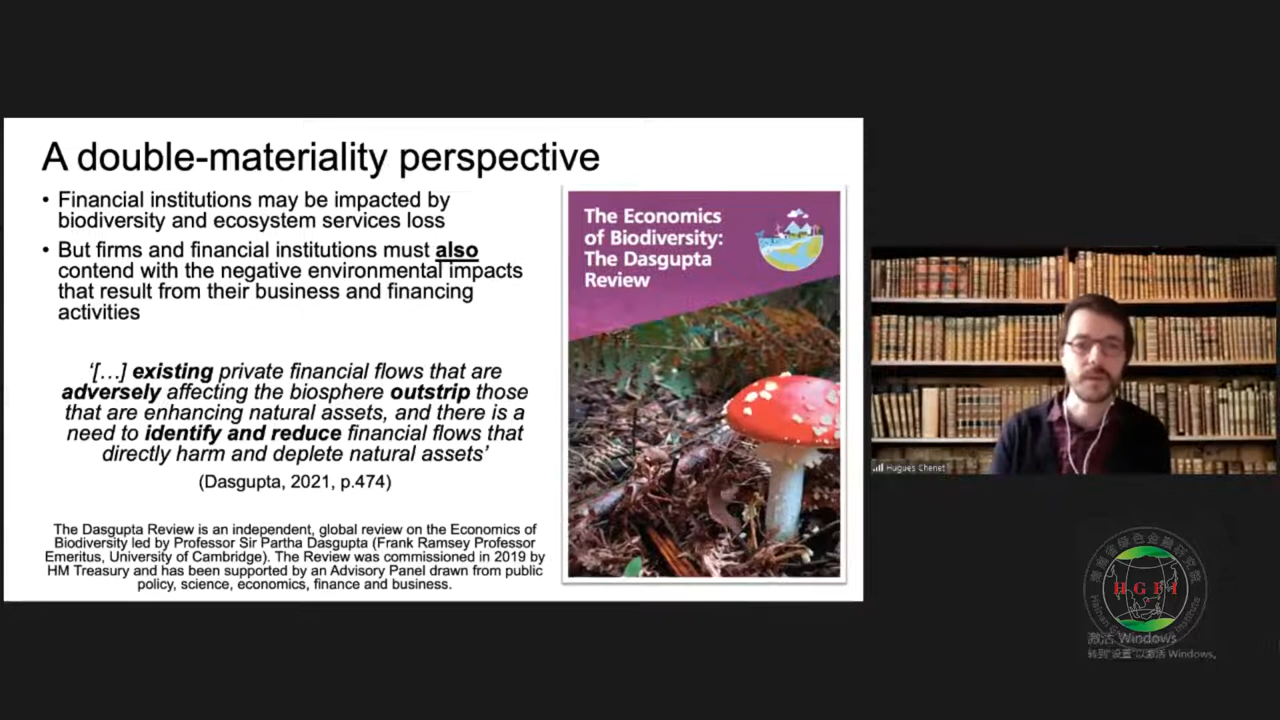 A double-materiality perspective
• Financial institutions may be impacted by
biodiversity and ecosystem services loss
• But firms and financial institutions must also
contend with the negative environmental impacts
that result from their business and financing
activities
‘[…] existing private financial flows that are
adversely affecting the biosphere outstrip those
that are enhancing natural assets, and there is a
need to identify and reduce financial flows that
directly harm and deplete natural assets’
(Dasgupta, 2021, p.474)
The Dasgupta Review is an independent, global review on the Economics of
Biodiversity led by Professor Sir Partha Dasgupta (Frank Ramsey Professor
Emeritus, University of Cambridge). The Review was commissioned in 2019 by
HM Treasury and has been supported by an Advisory Panel drawn from public
policy, science, economics, finance and business.
The Economics
of Biodiversity:
The Dasgupta
Review
Hugues Chenet
HGFI
Hainan
Institute
激活 Windows
转到"设置"以激活 Windows。